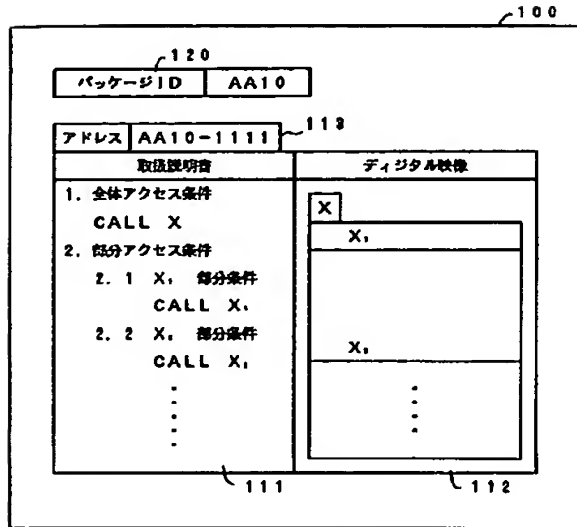 100
120
パッケージID AA10
アドレス AA10-1111 113
取扱説明書 ディジタル映像
1. 全体アクセス条件
CALL X
2.部分アクセス条件
2. 1 X₁ 部分条件
CALL X₁
2. 2 X₂ 部分条件
CALL X₂
X
X₁
X₂
111
112